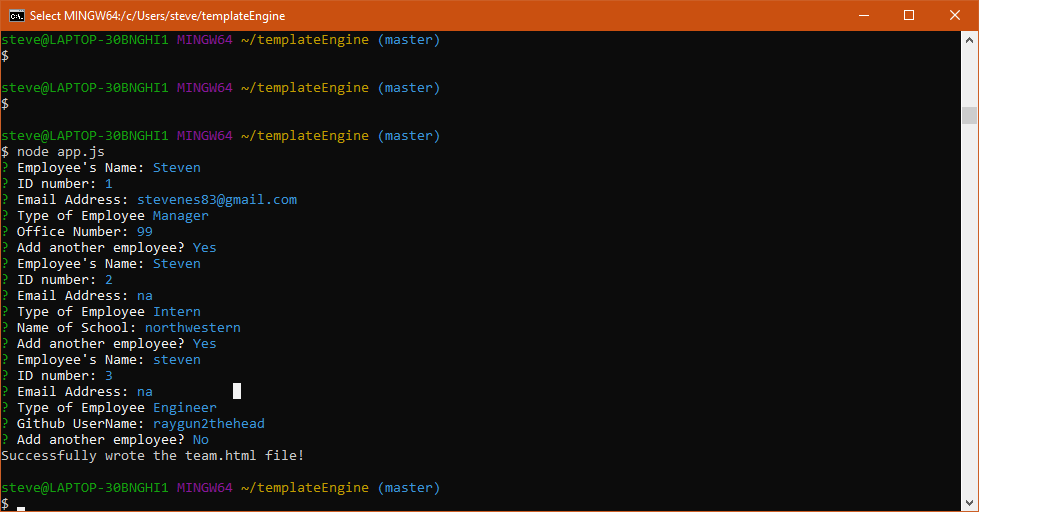 Select MINGW64:/c/Users/steve/templateEngine
steve@LAPTOP-30BNGHI1 MINGW64 ~/templateEngine (master)
$
steve@LAPTOP-30BNGHI1 MINGW64 ~/templateEngine (master)
$
steve@LAPTOP-30BNGHI1 MINGW64 ~/templateEngine (master)
$ node app.js
? Employee's Name: Steven
? ID number: 1
? Email Address: stevenes83@gmail.com
? Type of Employee Manager
? Office Number: 99
? Add another employee? Yes
? Employee's Name: Steven
? ID number: 2
? Email Address: na
? Type of Employee Intern
? Name of School: northwestern
? Add another employee? Yes
? Employee's Name: steven
? ID number: 3
? Email Address: na
? Type of Employee Engineer
? Github UserName: raygun2thehead
? Add another employee? No
Successfully wrote the team.html file!
steve@LAPTOP-30BNGHI1 MINGW64 ~/templateEngine (master)
$